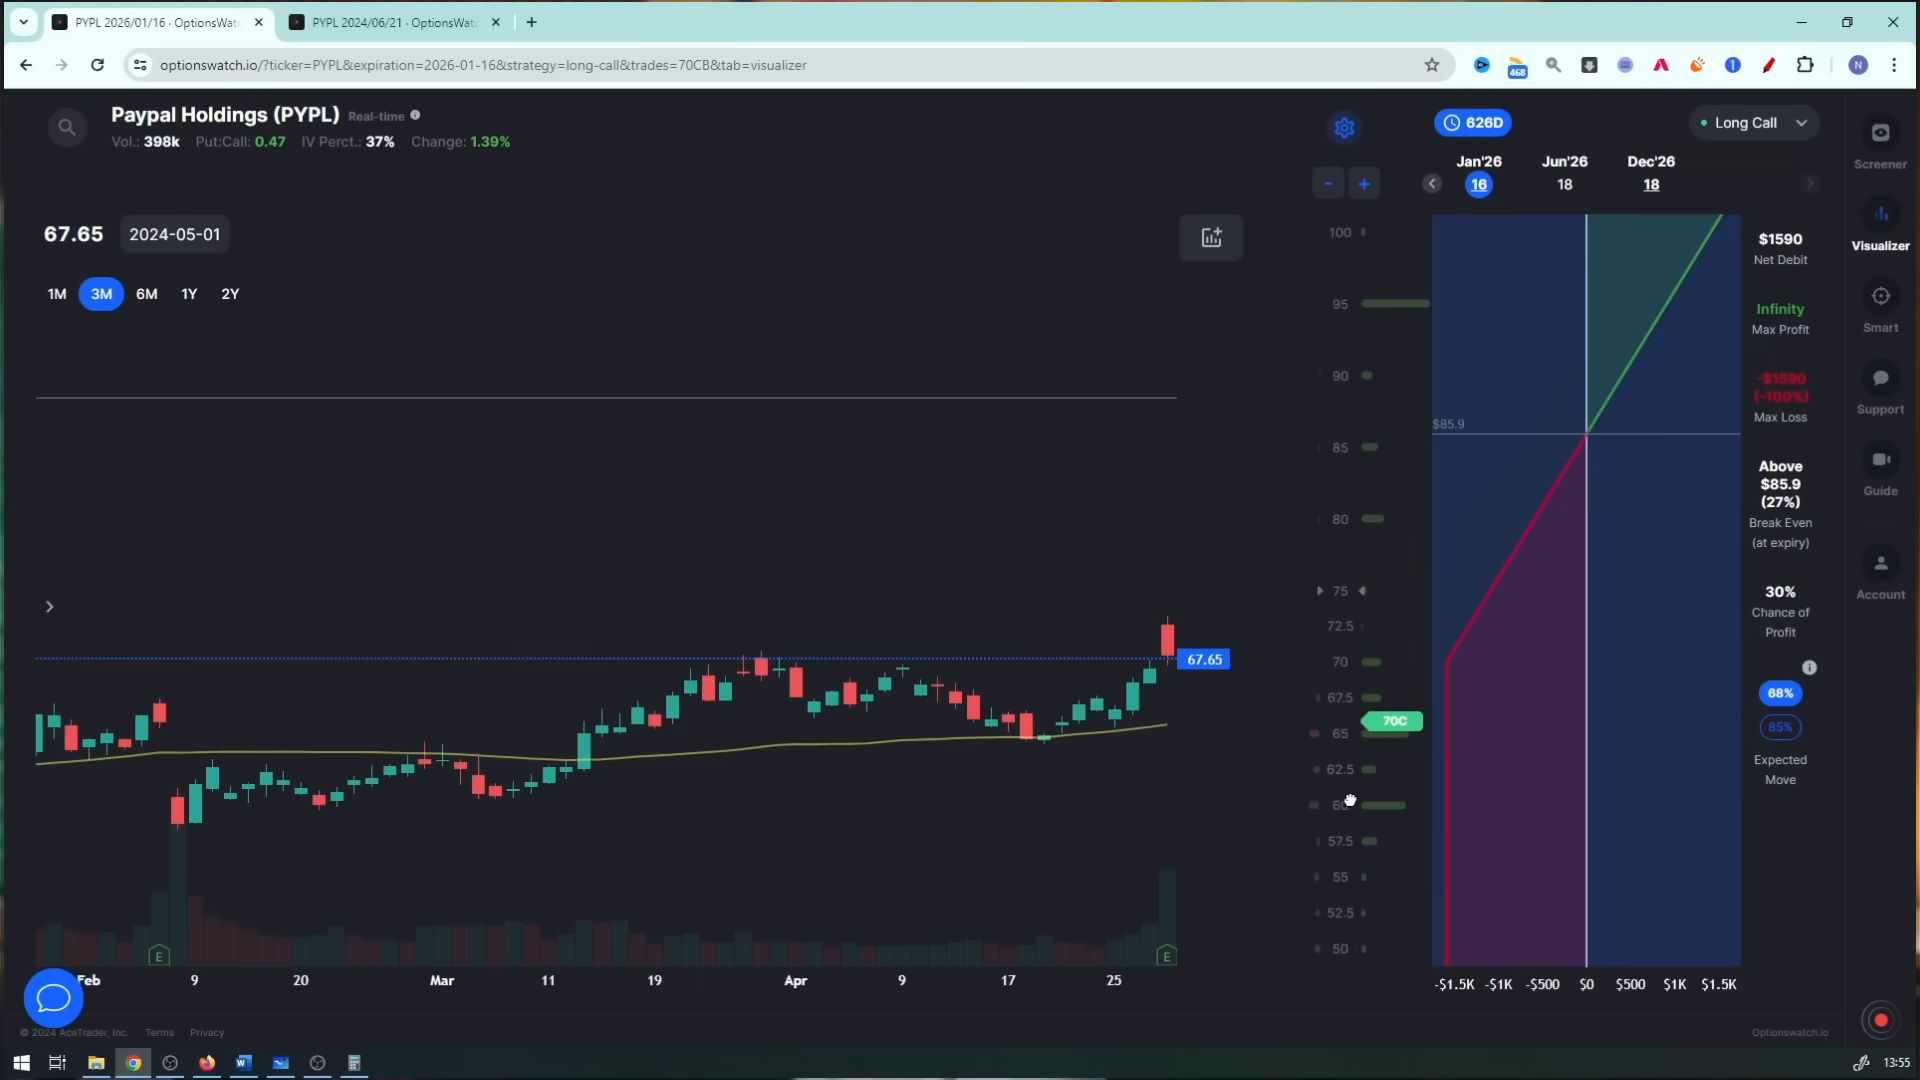 PYPL 2026/01/16 · OptionsWat
PYPL 2024/06/21 · OptionsWat
optionswatch.io/?ticker=PYPL&expiration=2026-01-16&strategy=long-call&trades=70CB&tab=visualizer
468
N
Paypal Holdings (PYPL) Real-time
Vol.: 398k Put:Call: 0.47 IV Perct.: 37% Change: 1.39%
626D
Long Call
Jan'26 Jun'26 Dec'26
16 18 18
- +
67.65 2024-05-01
1M 3M 6M 1Y 2Y
100
95
90
85
80
75
72.5
70
67.5
65
62.5
60
57.5
55
52.5
50
67.65
70C
$85.9
$1590
Net Debit
Infinity
Max Profit
-$1590
(-100%)
Max Loss
Above
$85.9
(27%)
Break Even
(at expiry)
30%
Chance of
Profit
68%
85%
Expected
Move
Screener
Visualizer
Smart
Support
Guide
Account
E E
Feb 9 20 Mar 11 19 Apr 9 17 25
-$1.5K -$1K -$500 $0 $500 $1K $1.5K
© 2024 AceTrader, Inc. Terms Privacy
Optionswatch.io
13:55